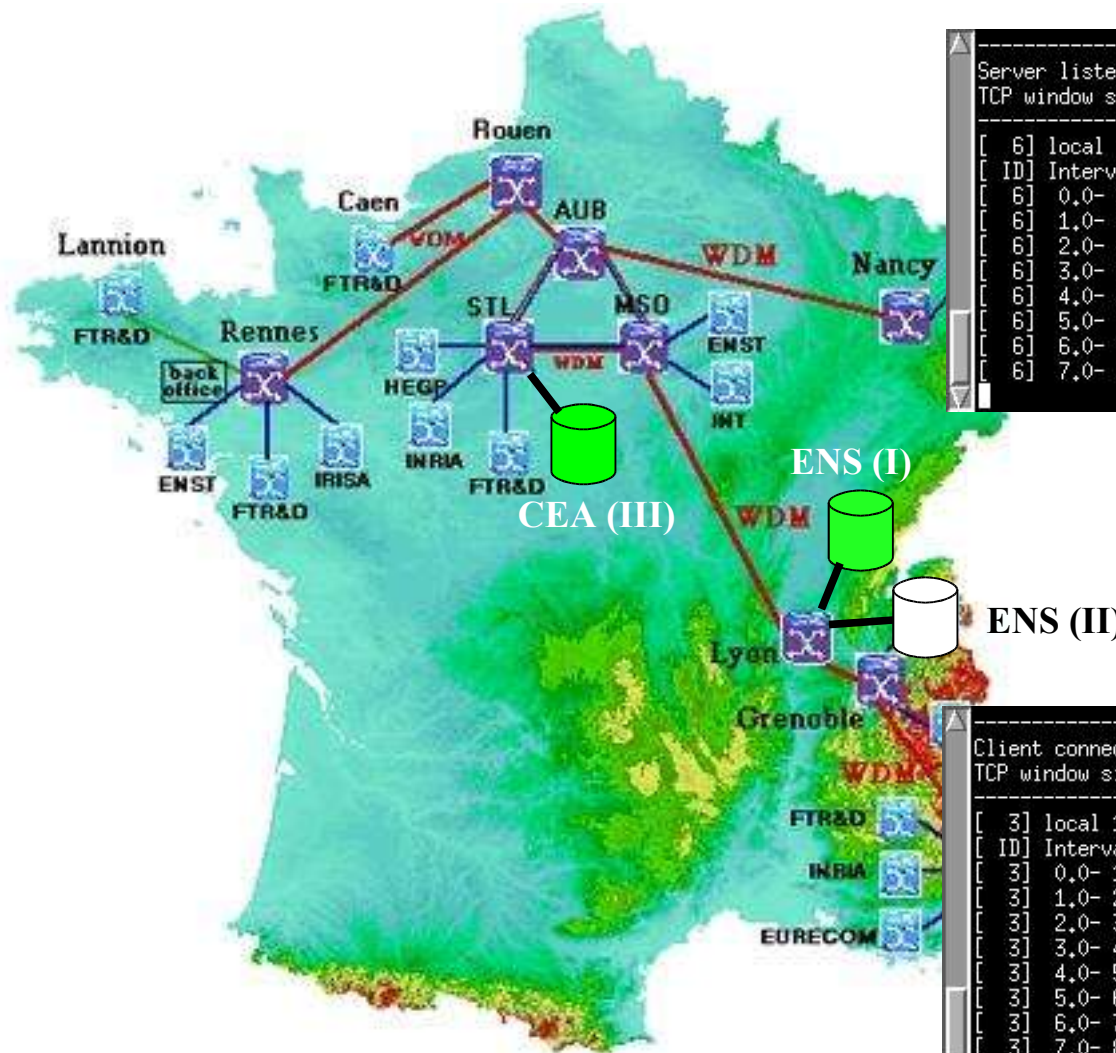 Rouen
Caen
AUB
WDM
Lannion
FTR&D
WDM
Nancy
FTR&D
Rennes
STL
MSO
back
office
HEGP
WDM
ENST
INT
ENST
FTR&D
IRISA
INRIA
FTR&D
CEA (III)
ENS (I)
WDM
ENS (II)
Lyon
Grenoble
WDM
FTR&D
INRIA
EURECOM
Server liste
TCP window s
[ 6] local
[ ID] Interv
[ 6] 0.0-
[ 6] 1.0-
[ 6] 2.0-
[ 6] 3.0-
[ 6] 4.0-
[ 6] 5.0-
[ 6] 6.0-
[ 6] 7.0-
Client connec
TCP window si
[ 3] local
[ ID] Interva
[ 3] 0.0-
[ 3] 1.0-
[ 3] 2.0-
[ 3] 3.0-
[ 3] 4.0-
[ 3] 5.0-
[ 3] 6.0-
[ 3] 7.0-